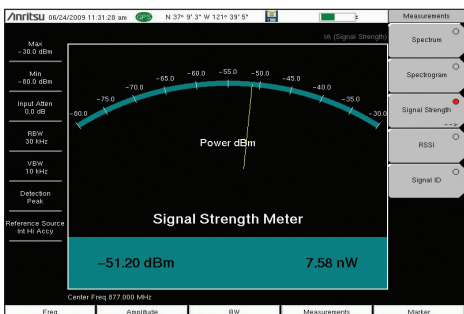 Anritsu 06/24/2009 11:31:28 am GPS N 37° 9' 3" W 121° 39' 5"
Measurements
IA (Signal Strength)
Max
-30.0 dBm
Min
-80.0 dBm
Input Atten
0.0 dB
RBW
30 kHz
VBW
10 kHz
Detection
Peak
Reference Source
Int Hi Accy
-80.0 -75.0 -70.0 -65.0 -60.0 -55.0 -50.0 -45.0 -40.0 -35.0 -30.0
Power dBm
Signal Strength Meter
-51.20 dBm 7.58 nW
Center Freq 877.000 MHz
Spectrum
Spectrogram
Signal Strength
-->
RSSI
Signal ID
Freq Amplitude BW Measurements Marker